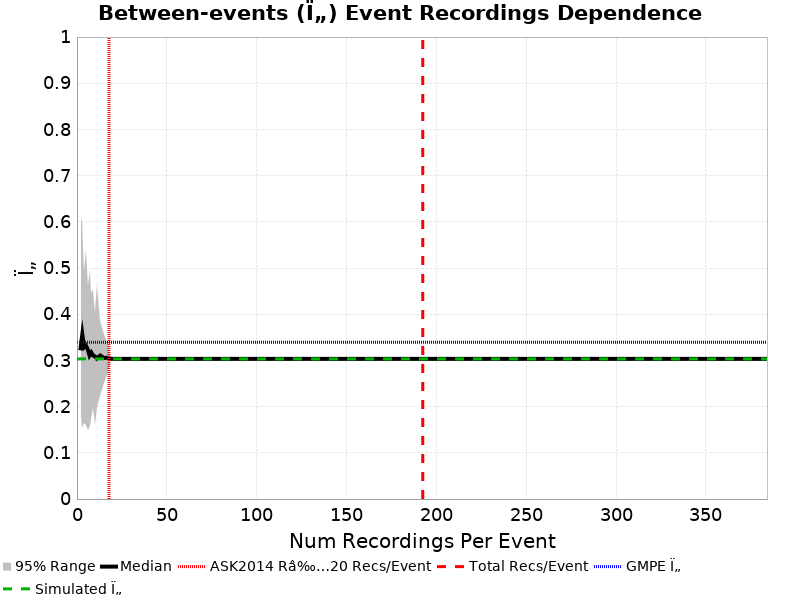 Between-events (Ï„) Event Recordings Dependence
1
0.9
0.8
0.7
0.6
0.5
0.4
0.3
0.2
0.1
0
Ï„
0 50 100 150 200 250 300 350
Num Recordings Per Event
95% Range Median ASK2014 Râ‰…20 Recs/Event Total Recs/Event GMPE Ï„
Simulated Ï„